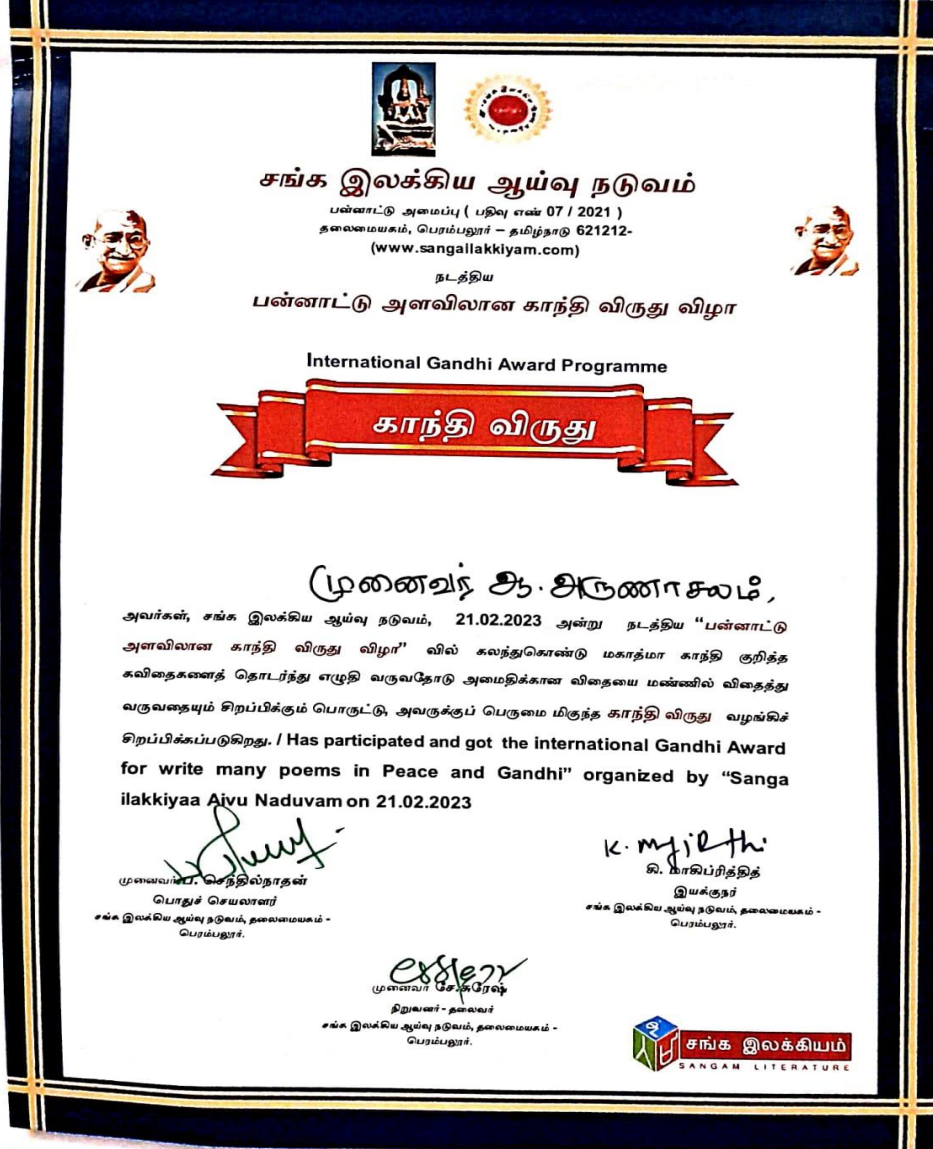 சங்க இலக்கிய ஆய்வு நடுவம்
பன்னாட்டு அமைப்பு ( பதிவு எண் 07 / 2021 )
தலைமையகம், பெரம்பலூர் – தமிழ்நாடு 621212-
(www.sangallakkiyam.com)
நடத்திய
பன்னாட்டு அளவிலான காந்தி விருது விழா
International Gandhi Award Programme
காந்தி விருது
முனைவர் ஆ. அருணாசலம்,
அவர்கள், சங்க இலக்கிய ஆய்வு நடுவம், 21.02.2023 அன்று நடத்திய “பன்னாட்டு
அளவிலான காந்தி விருது விழா” வில் கலந்துகொண்டு மகாத்மா காந்தி குறித்த
கவிதைகளைத் தொடர்ந்து எழுதி வருவதோடு அமைதிக்கான விதையை மண்ணில் விதைத்து
வருவதையும் சிறப்பிக்கும் பொருட்டு, அவருக்குப் பெருமை மிகுந்த காந்தி விருது வழங்கிச்
சிறப்பிக்கப்படுகிறது. / Has participated and got the international Gandhi Award
for write many poems in Peace and Gandhi” organized by “Sanga
ilakkiyaa Aivu Naduvam on 21.02.2023
முனைவர் ப. செந்தில்நாதன்
பொதுச் செயலாளர்
சங்க இலக்கிய ஆய்வு நடுவம், தலைமையகம் -
பெரம்பலூர்.
கி. மாகிப்ரித்தித்
இயக்குநர்
சங்க இலக்கிய ஆய்வு நடுவம், தலைமையகம் -
பெரம்பலூர்.
முனைவர் சே.சுரேஷ்
நிறுவனர் - தலைவர்
சங்க இலக்கிய ஆய்வு நடுவம், தலைமையகம் -
பெரம்பலூர்.
சங்க இலக்கியம்
SANGAM LITERATURE